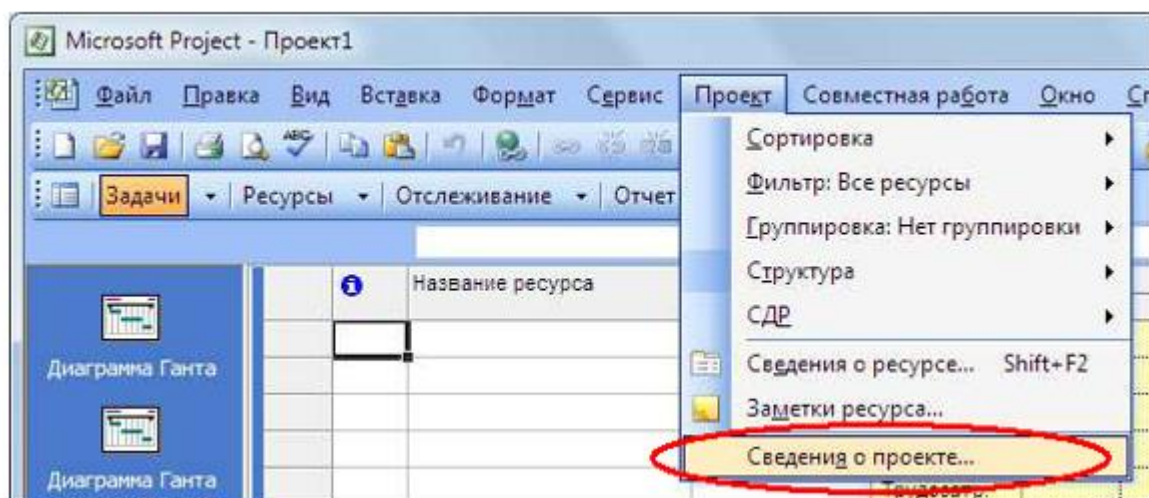 Microsoft Project - Проект1
Файл Правка Вид Вставка Формат Сервис Проект Совместная работа Окно
Сортировка
Задачи Ресурсы Отслеживание Отчет
Фильтр: Все ресурсы
Группировка: Нет группировки
Название ресурса
Структура
СДР
Диаграмма Ганта
Сведения о ресурсе... Shift+F2
Заметки ресурса...
Сведения о проекте...
Диаграмма Ганта